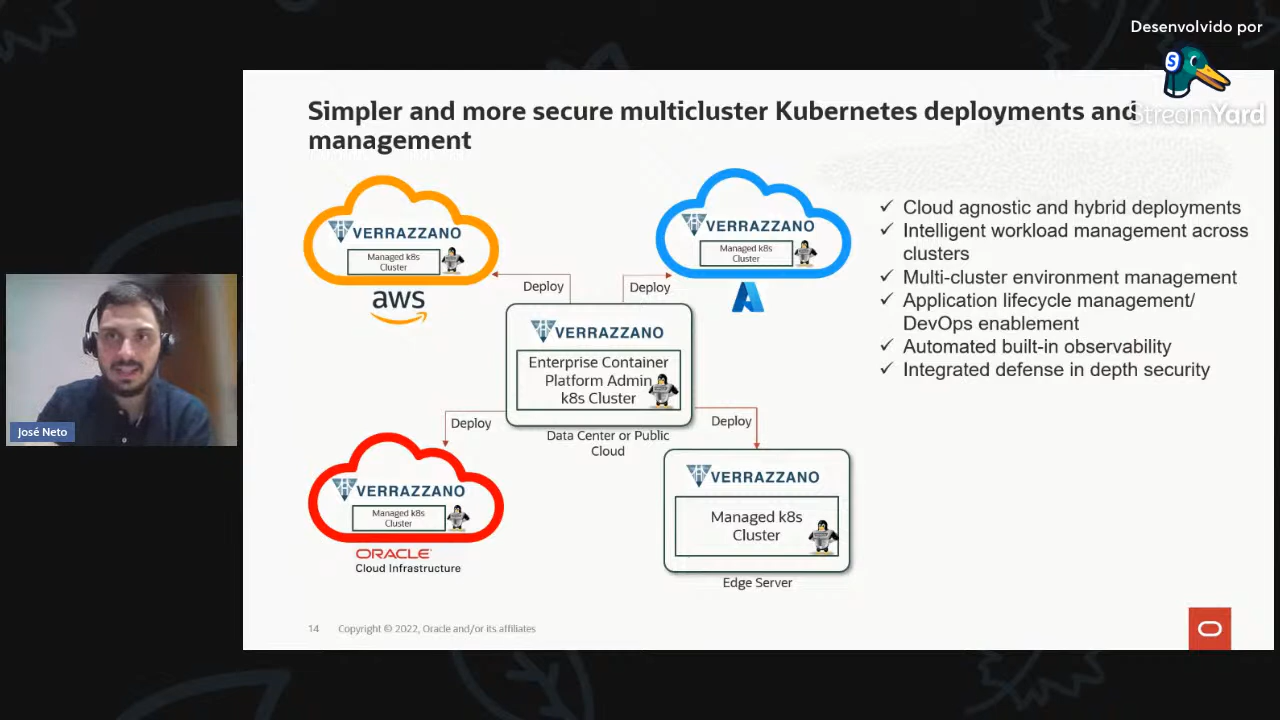 Desenvolvido por
S
StreamYard
Simpler and more secure multicluster Kubernetes deployments and
management
VERRAZZANO
Managed k8s
Cluster
aws
VERRAZZANO
Managed k8s
Cluster
Deploy
Deploy
VERRAZZANO
Enterprise Container
Platform Admin
k8s Cluster
Data Center or Public
Cloud
Deploy
Deploy
VERRAZZANO
Managed k8s
Cluster
ORACLE
Cloud Infrastructure
VERRAZZANO
Managed k8s
Cluster
Edge Server
✓ Cloud agnostic and hybrid deployments
✓ Intelligent workload management across
clusters
✓ Multi-cluster environment management
✓ Application lifecycle management/
DevOps enablement
✓ Automated built-in observability
✓ Integrated defense in depth security
José Neto
14 Copyright © 2022, Oracle and/or its affiliates